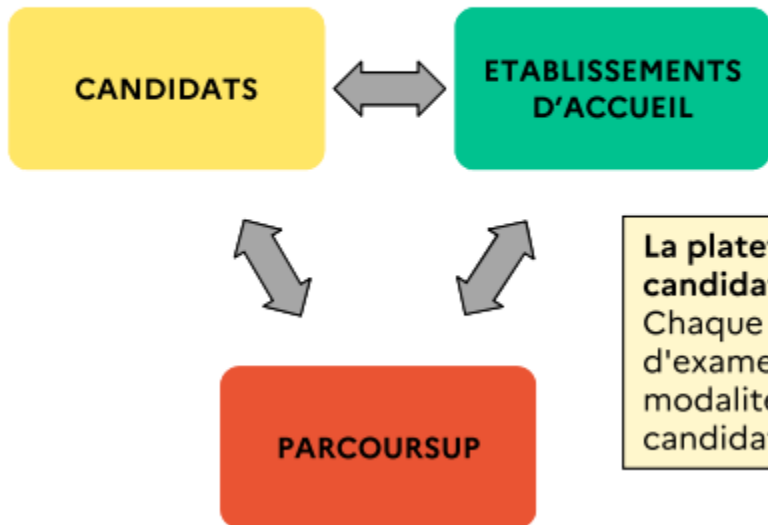 CANDIDATS
ETABLISSEMENTS
D'ACCUEIL
La
Chaque
PARCOURSUP